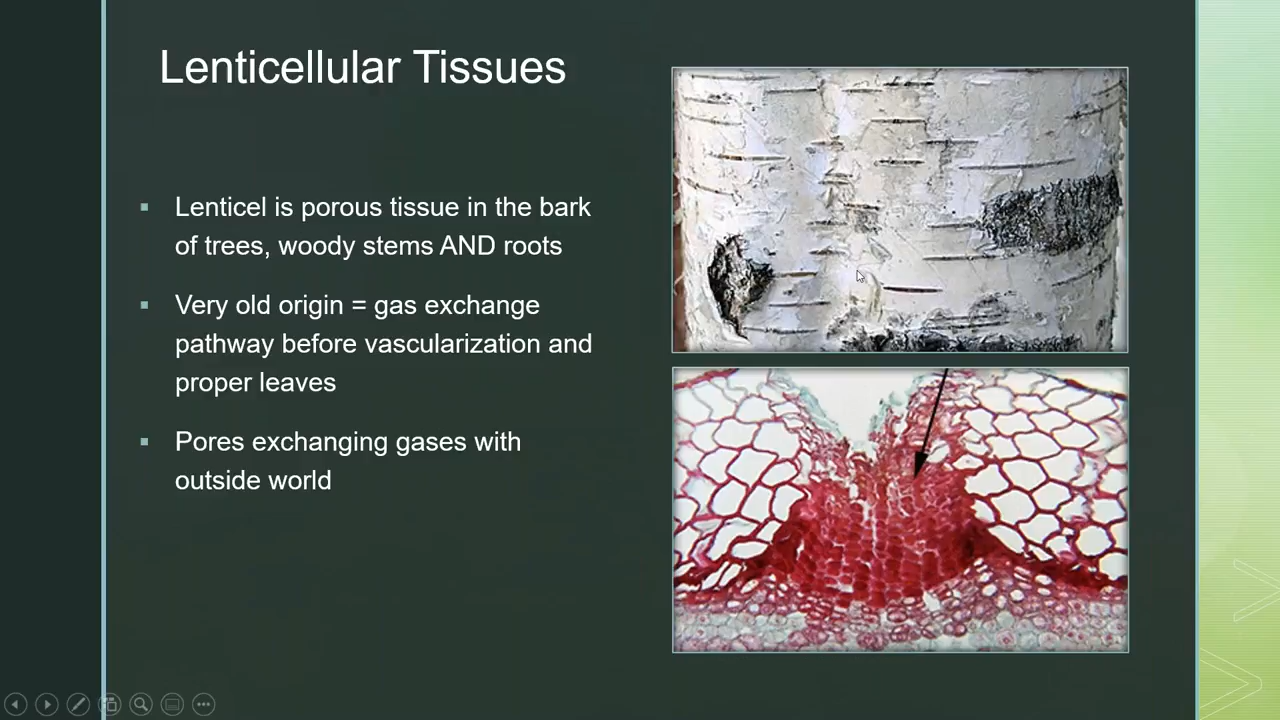 Lenticellular Tissues
Lenticel is porous tissue in the bark
of trees, woody stems AND roots
Very old origin = gas exchange
pathway before vascularization and
proper leaves
Pores exchanging gases with
outside world